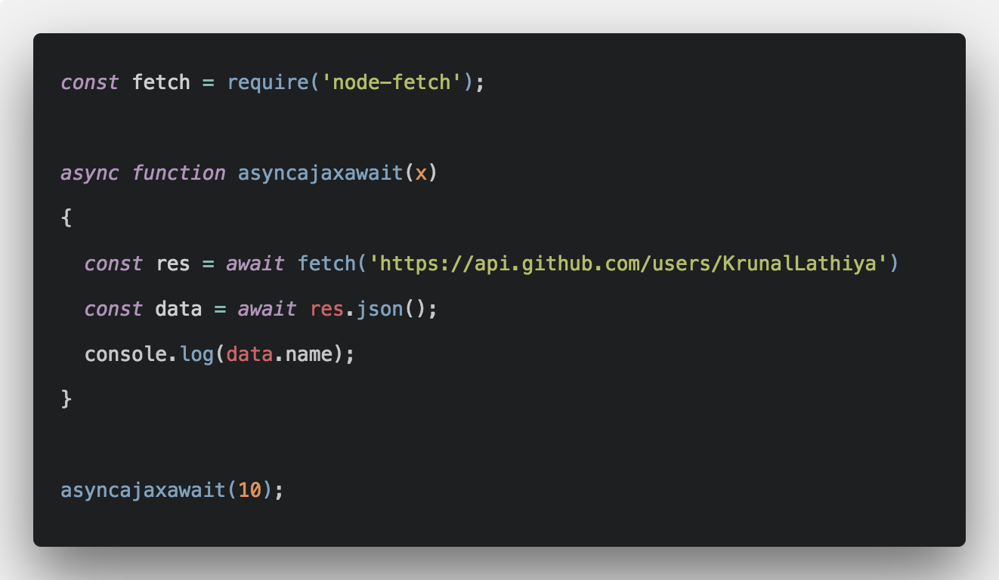 const fetch = require('node-fetch');
async function asyncajaxawait(x)
{
  const res = await fetch('https://api.github.com/users/KrunalLathiya')
  const data = await res.json();
  console.log(data.name);
}
asyncajaxawait(10);